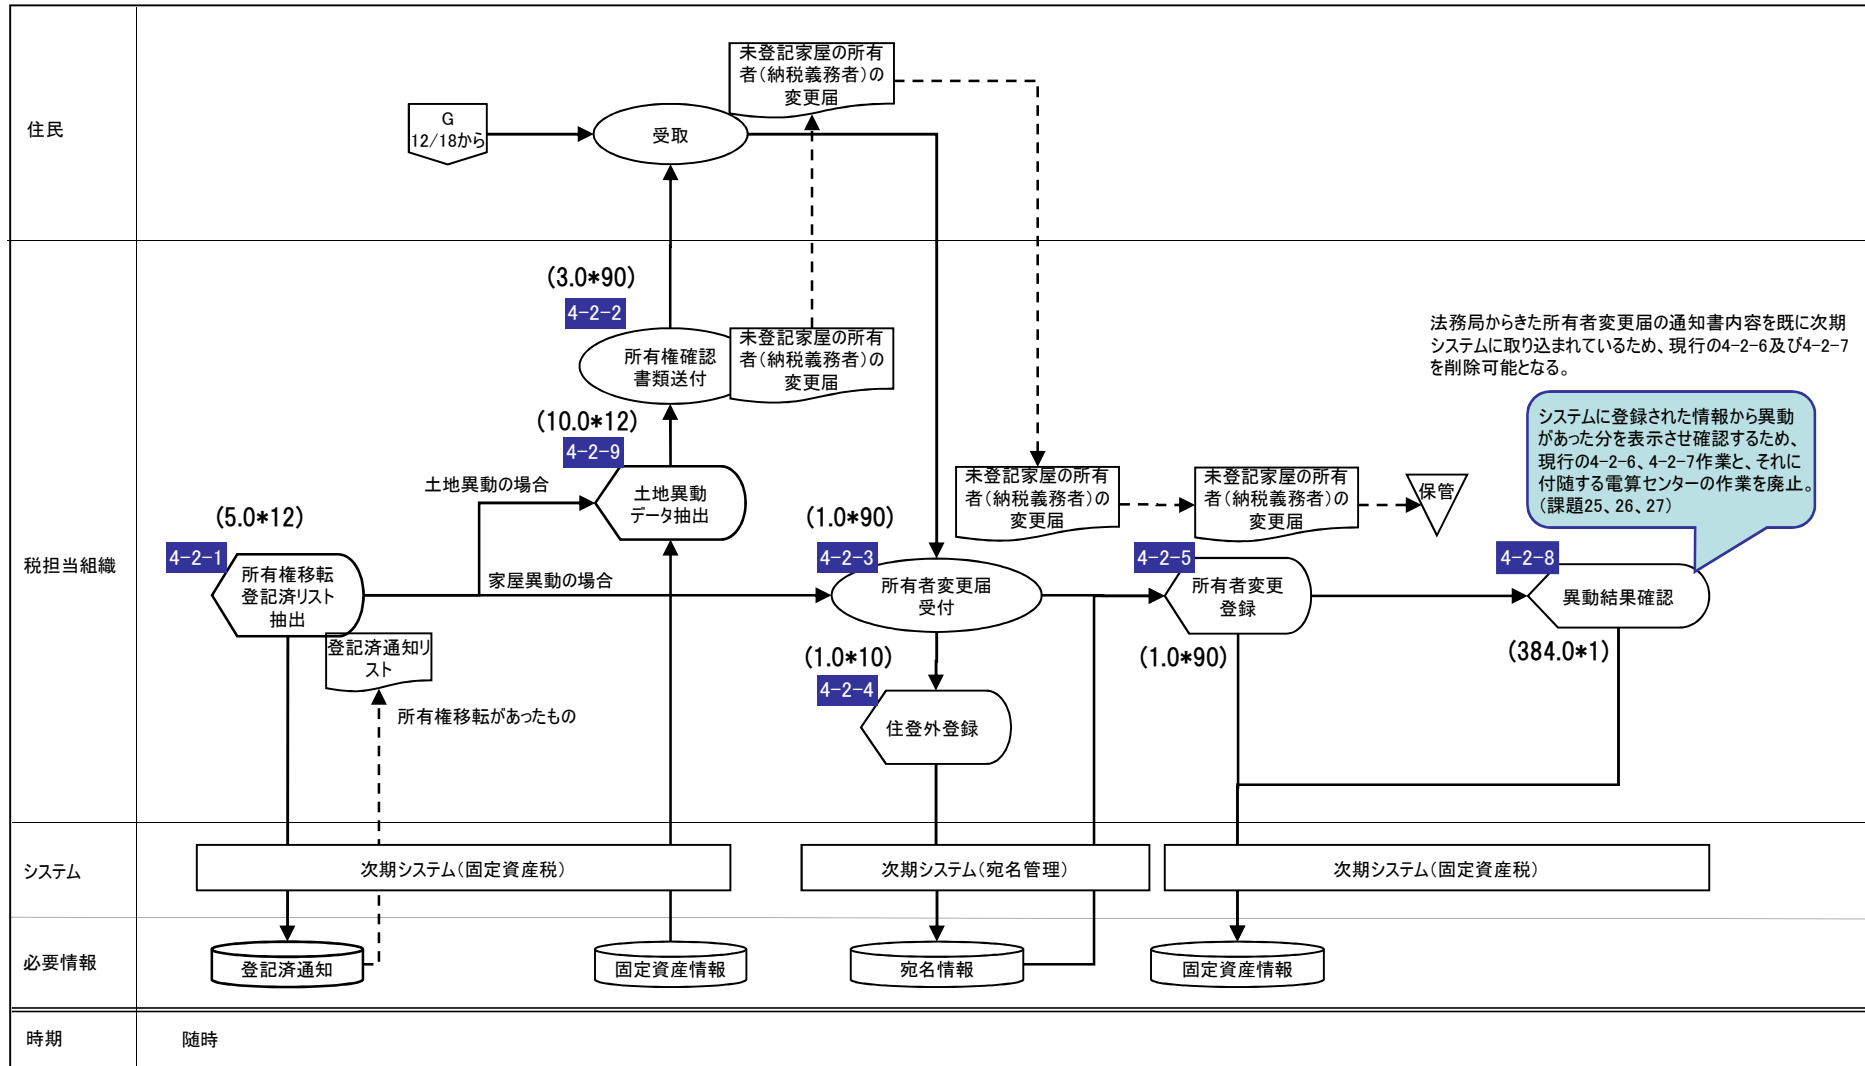 住民
未登記家屋の所有
者（納税義務者）の
変更届
G
12/18から
受取
税担当組織
(3.0*90)
4-2-2
所有権確認
書類送付
未登記家屋の所有
者（納税義務者）の
変更届
(10.0*12)
4-2-9
土地異動
データ抽出
土地異動の場合
(5.0*12)
4-2-1
所有権移転
登記済リスト
抽出
家屋異動の場合
登記済通知リ
スト
所有権移転があったもの
(1.0*90)
4-2-3
所有者変更届
受付
(1.0*10)
4-2-4
住登外登録
未登記家屋の所有
者（納税義務者）の
変更届
未登記家屋の所有
者（納税義務者）の
変更届
保管
4-2-5
所有者変更
登録
(1.0*90)
法務局からきた所有者変更届の通知書内容を既に次期
システムに取り込まれているため、現行の4-2-6及び4-2-7
を削除可能となる。
システムに登録された情報から異動
があった分を表示させ確認するため、
現行の4-2-6、4-2-7作業と、それに
付随する電算センターの作業を廃止。
（課題25、26、27）
4-2-8
異動結果確認
(384.0*1)
システム
次期システム（固定資産税）
次期システム（宛名管理）
次期システム（固定資産税）
必要情報
登記済通知
固定資産情報
宛名情報
固定資産情報
時期
随時